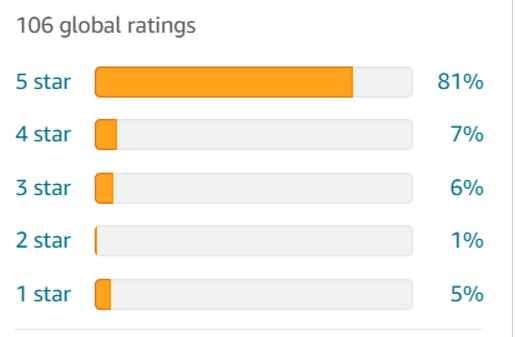 106 global ratings
5 star 81%
4 star 7%
3 star 6%
2 star 1%
1 star 5%